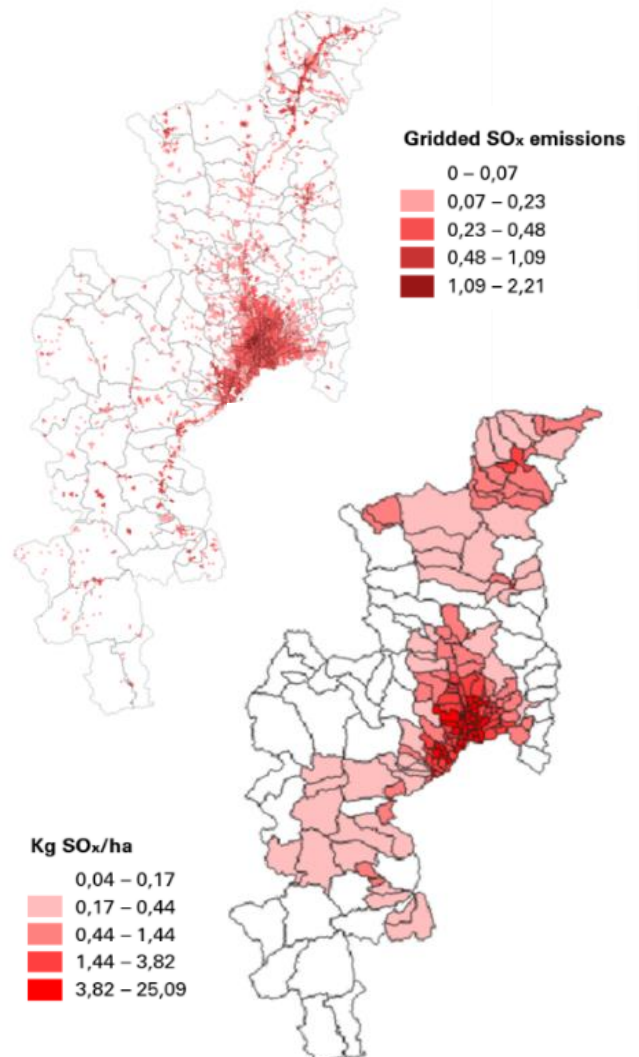 Gridded SOₓ emissions
0 – 0,07
0,07 – 0,23
0,23 – 0,48
0,48 – 1,09
1,09 – 2,21
Kg SOₓ/ha
0,04 – 0,17
0,17 – 0,44
0,44 – 1,44
1,44 – 3,82
3,82 – 25,09